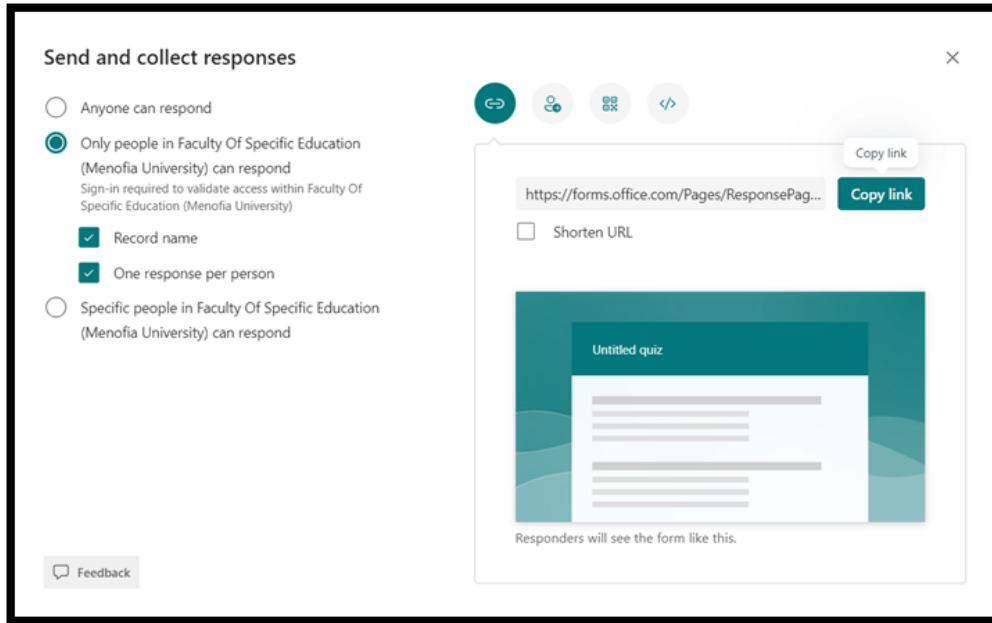 Send and collect responses
Anyone can respond
Only people in Faculty Of Specific Education
(Menofia University) can respond
Sign-in required to validate access within Faculty Of
Specific Education (Menofia University)
Record name
One response per person
Specific people in Faculty Of Specific Education
(Menofia University) can respond
Feedback
Copy link
https://forms.office.com/Pages/ResponsePag...
Copy link
Shorten URL
Untitled quiz
Responders will see the form like this.